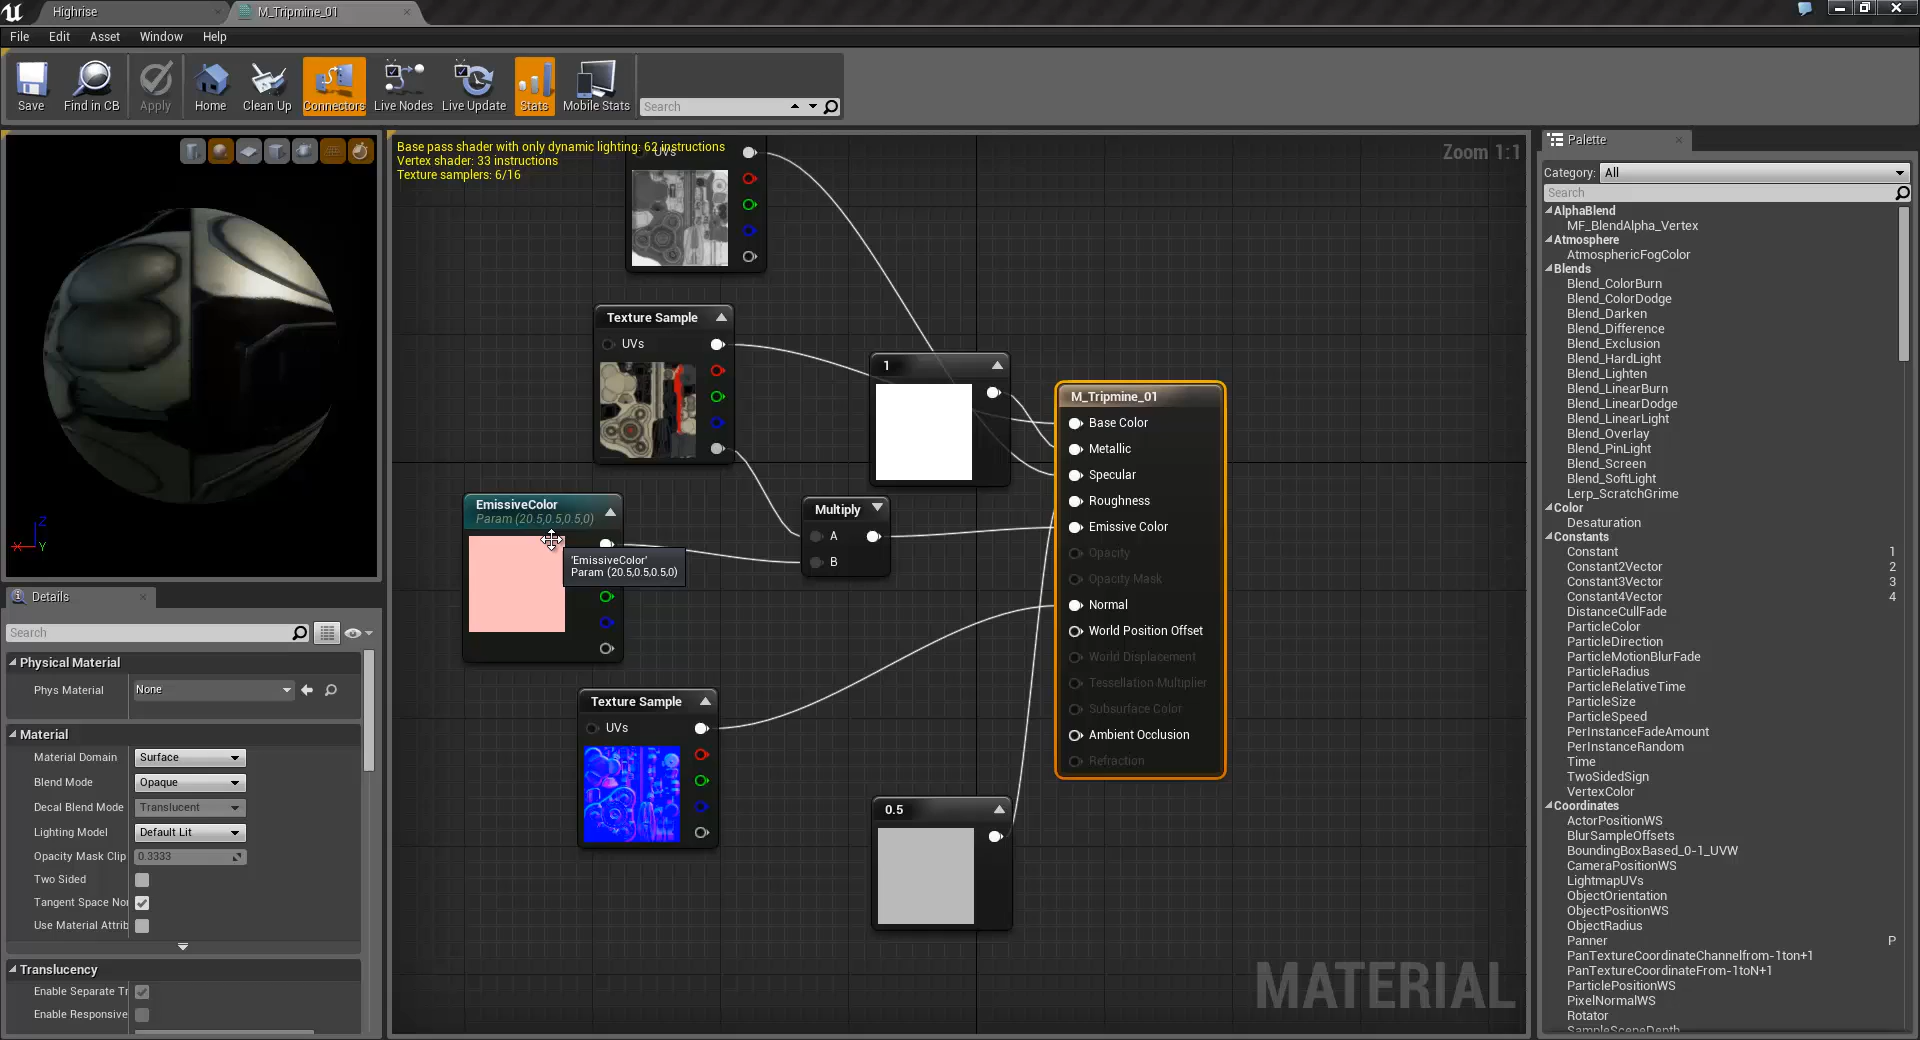 Highrise
M_Tripmine_01
File
Edit
Asset
Window
Help
Save
Find in CB
Apply
Home
Clean Up
Connectors
Live Nodes
Live Update
Stats
Mobile Stats
Search
Base pass shader with only dynamic lighting: 62 instructions
Vertex shader: 33 instructions
Texture samplers: 6/16
Zoom 1:1
UVs
Texture Sample
UVs
1
EmissiveColor
Param (20.5,0.5,0.5,0)
'EmissiveColor'
Param (20.5,0.5,0.5,0)
Multiply
A
B
Texture Sample
UVs
0.5
M_Tripmine_01
Base Color
Metallic
Specular
Roughness
Emissive Color
Opacity
Opacity Mask
Normal
World Position Offset
World Displacement
Tessellation Multiplier
Subsurface Color
Ambient Occlusion
Refraction
MATERIAL
Z
X
Y
Details
Search
Physical Material
Phys Material
None
Material
Material Domain
Surface
Blend Mode
Opaque
Decal Blend Mode
Translucent
Lighting Model
Default Lit
Opacity Mask Clip
0.3333
Two Sided
Tangent Space Nor
Use Material Attrib
Translucency
Enable Separate Tr
Enable Responsive
Palette
Category:
All
Search
AlphaBlend
MF_BlendAlpha_Vertex
Atmosphere
AtmosphericFogColor
Blends
Blend_ColorBurn
Blend_ColorDodge
Blend_Darken
Blend_Difference
Blend_Exclusion
Blend_HardLight
Blend_Lighten
Blend_LinearBurn
Blend_LinearDodge
Blend_LinearLight
Blend_Overlay
Blend_PinLight
Blend_Screen
Blend_SoftLight
Lerp_ScratchGrime
Color
Desaturation
Constants
Constant 1
Constant2Vector 2
Constant3Vector 3
Constant4Vector 4
DistanceCullFade
ParticleColor
ParticleDirection
ParticleMotionBlurFade
ParticleRadius
ParticleRelativeTime
ParticleSize
ParticleSpeed
PerInstanceFadeAmount
PerInstanceRandom
Time
TwoSidedSign
VertexColor
Coordinates
ActorPositionWS
BlurSampleOffsets
BoundingBoxBased_0-1_UVW
CameraPositionWS
LightmapUVs
ObjectOrientation
ObjectPositionWS
ObjectRadius
Panner P
PanTextureCoordinateChannelfrom-1ton+1
PanTextureCoordinateFrom-1toN+1
ParticlePositionWS
PixelNormalWS
Rotator
SampleSceneDepth